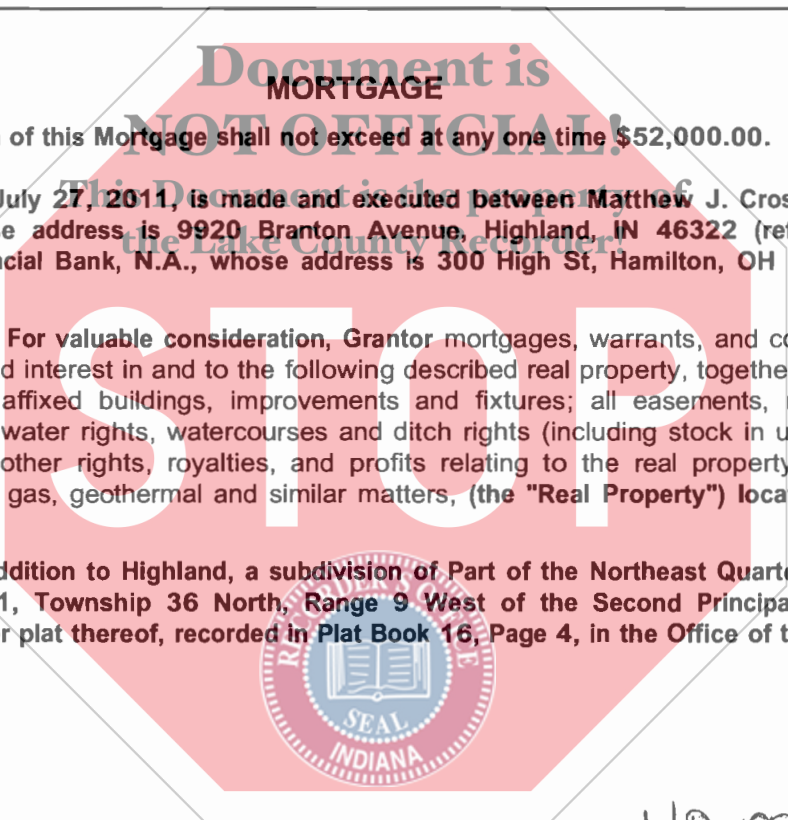 Document is
MORTGAGE
of this Mortgage shall not exceed at any one time $52,000.00.
NOT OFFICIAL!
July 27, 2011, is made and executed between Matthew J. Cros
This Document is the property of
se address is 9920 Branton Avenue, Highland, IN 46322 (ref
the Lake County Recorder!
ncial Bank, N.A., whose address is 300 High St, Hamilton, OH
STOP
For valuable consideration, Grantor mortgages, warrants, and co
d interest in and to the following described real property, togethe
affixed buildings, improvements and fixtures; all easements,
water rights, watercourses and ditch rights (including stock in u
other rights, royalties, and profits relating to the real property
gas, geothermal and similar matters, (the "Real Property") loca
ddition to Highland, a subdivision of Part of the Northeast Quarte
1, Township 36 North, Range 9 West of the Second Principa
r plat thereof, recorded in Plat Book 16, Page 4, in the Office of t
RECORDER'S OFFICE
SEAL
INDIANA